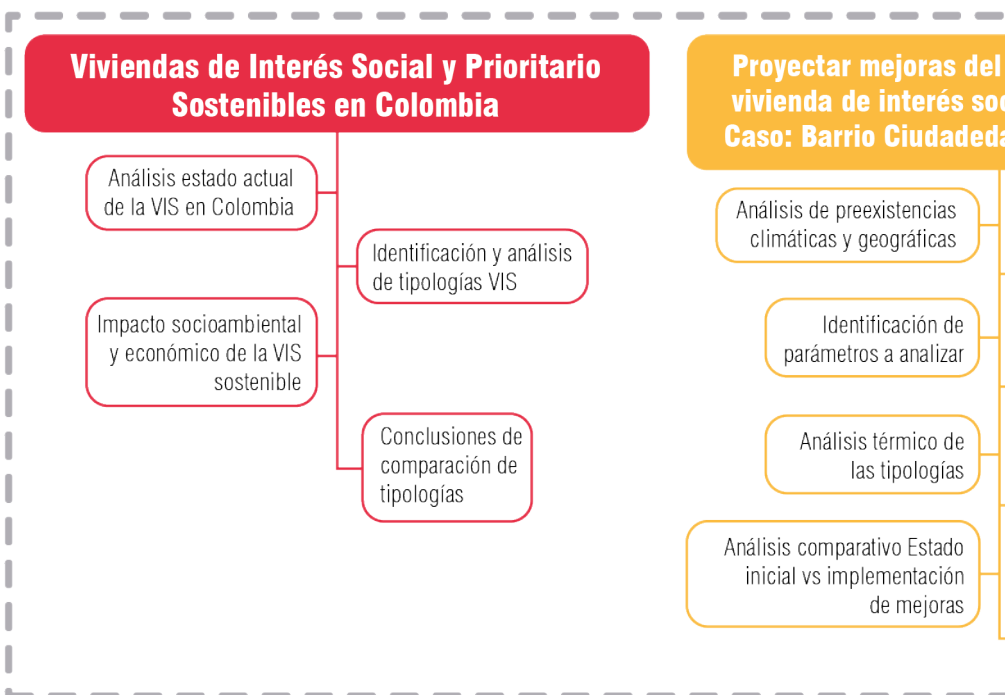 Viviendas de Interés Social y Prioritario
Sostenibles en Colombia
Análisis estado actual
de la VIS en Colombia
Identificación y análisis
de tipologías VIS
Impacto socioambiental
y económico de la VIS
sostenible
Conclusiones de
comparación de
tipologías
Proyectar mejoras del
vivienda de interés
Caso: Barrio
Análisis de preexistencias
climáticas y geográficas
Identificación de
parámetros a analizar
Análisis térmico de
las tipologías
Análisis comparativo Estado
inicial vs implementación
de mejoras